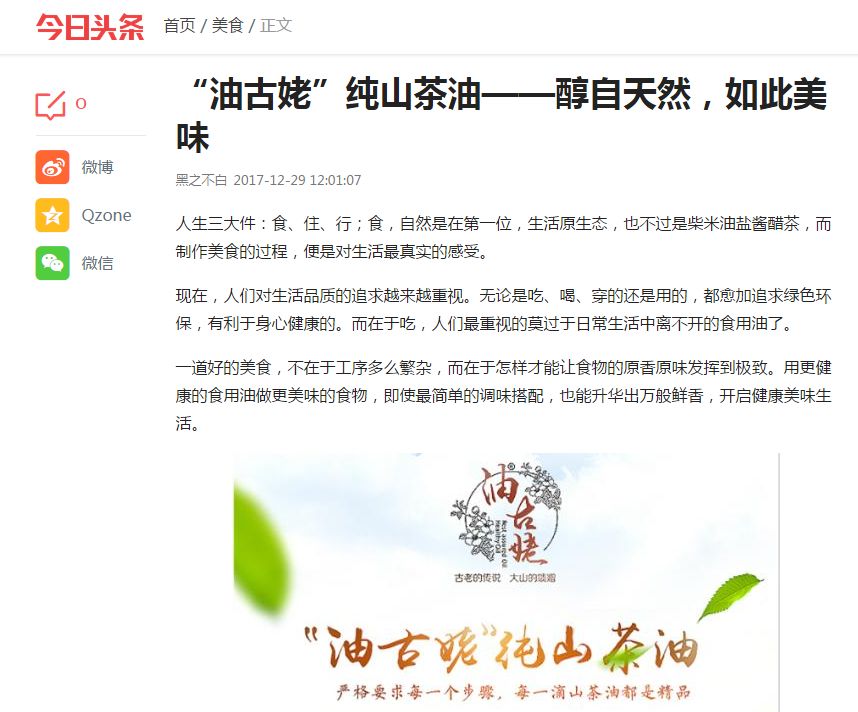 今日头条 首页 / 美食 / 正文
“油古姥”纯山茶油——醇自天然，如此美
味
0
黑之不白 2017-12-29 12:01:07
微博
Qzone
微信
人生三大件：食、住、行；食，自然是在第一位，生活原生态，也不过是柴米油盐酱醋茶，而
制作美食的过程，便是对生活最真实的感受。
现在，人们对生活品质的追求越来越重视。无论是吃、喝、穿的还是用的，都愈加追求绿色环
保，有利于身心健康的。而在于吃，人们最重视的莫过于日常生活中离不开的食用油了。
一道好的美食，不在于工序多么繁杂，而在于怎样才能让食物的原香原味发挥到极致。用更健
康的食用油做更美味的食物，即使最简单的调味搭配，也能升华出万般鲜香，开启健康美味生
活。
油古姥®
古老的传说 大山的颂赐
“油古姥”纯山茶油
严格要求每一个步骤，每一滴山茶油都是精品